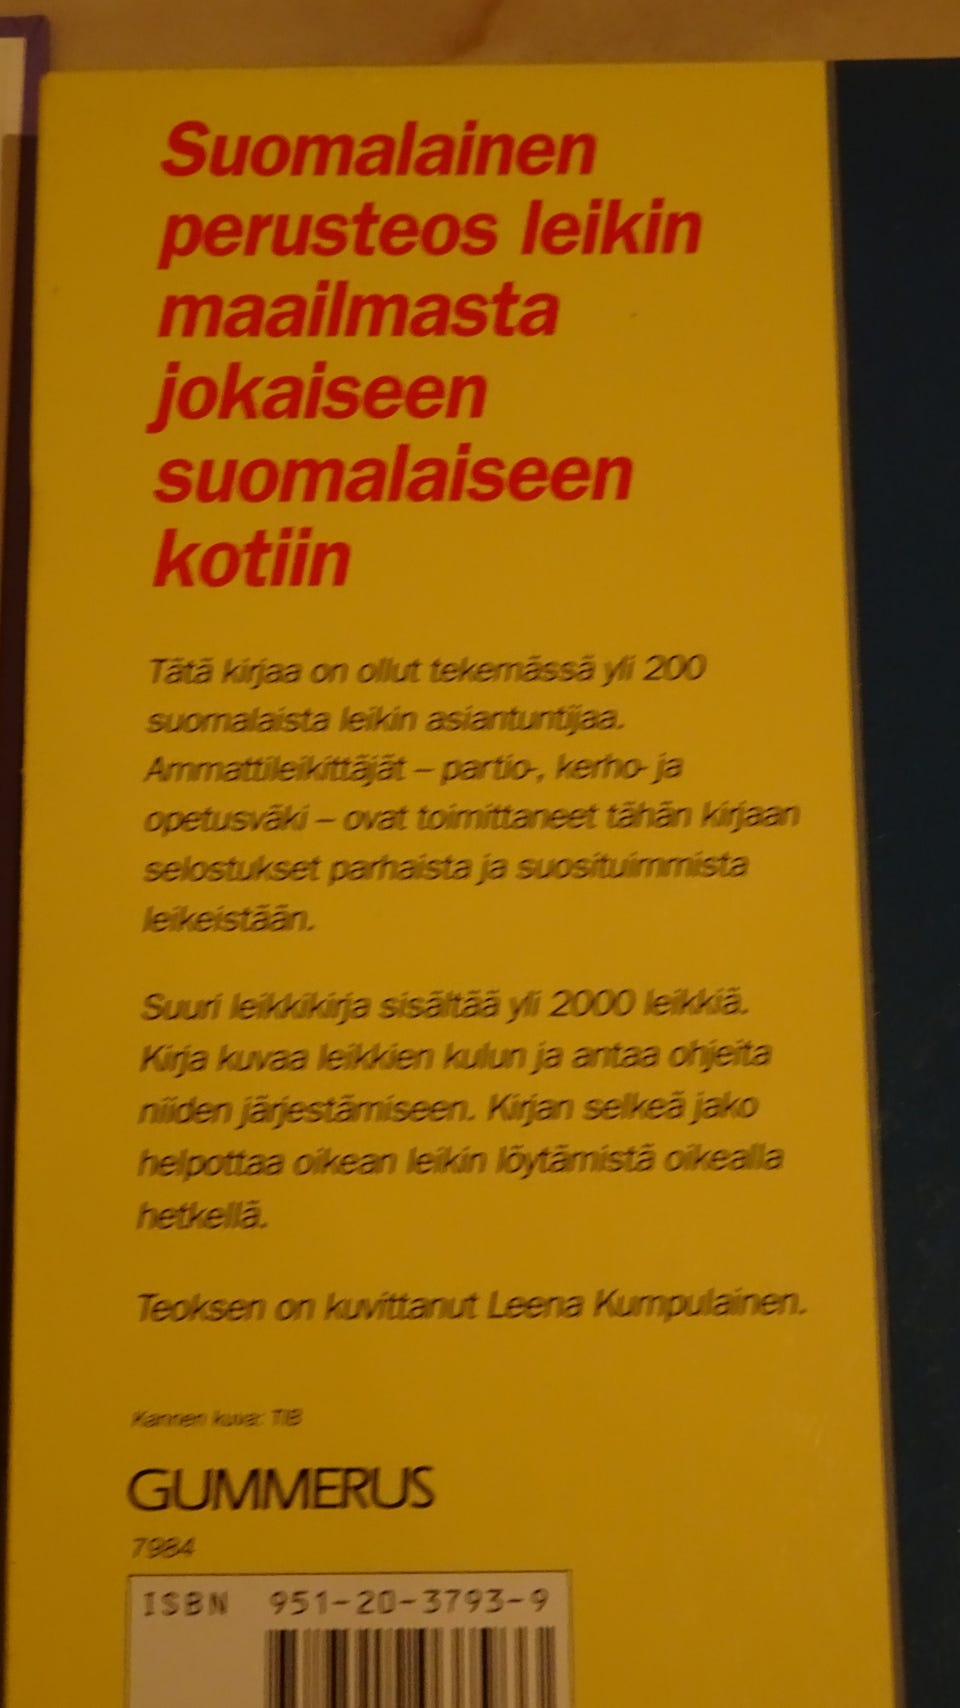 Suomalainen
perusteos leikin
maailmasta
jokaiseen
suomalaiseen
kotiin
Tätä kirjaa on ollut tekemässä yli 200
suomalaista leikin asiantuntijaa.
Ammattileikittäjät – partio-, kerho- ja
opetusväki – ovat toimittaneet tähän kirjaan
selostukset parhaista ja suosituimmista
leikeistään.
Suuri leikkikirja sisältää yli 2000 leikkiä.
Kirja kuvaa leikkien kulun ja antaa ohjeita
niiden järjestämiseen. Kirjan selkeä jako
helpottaa oikean leikin löytämistä oikealla
hetkellä.
Teoksen on kuvittanut Leena Kumpulainen.
Kannen kuva: TIB
GUMMERUS
7984
ISBN 951-20-3793-9